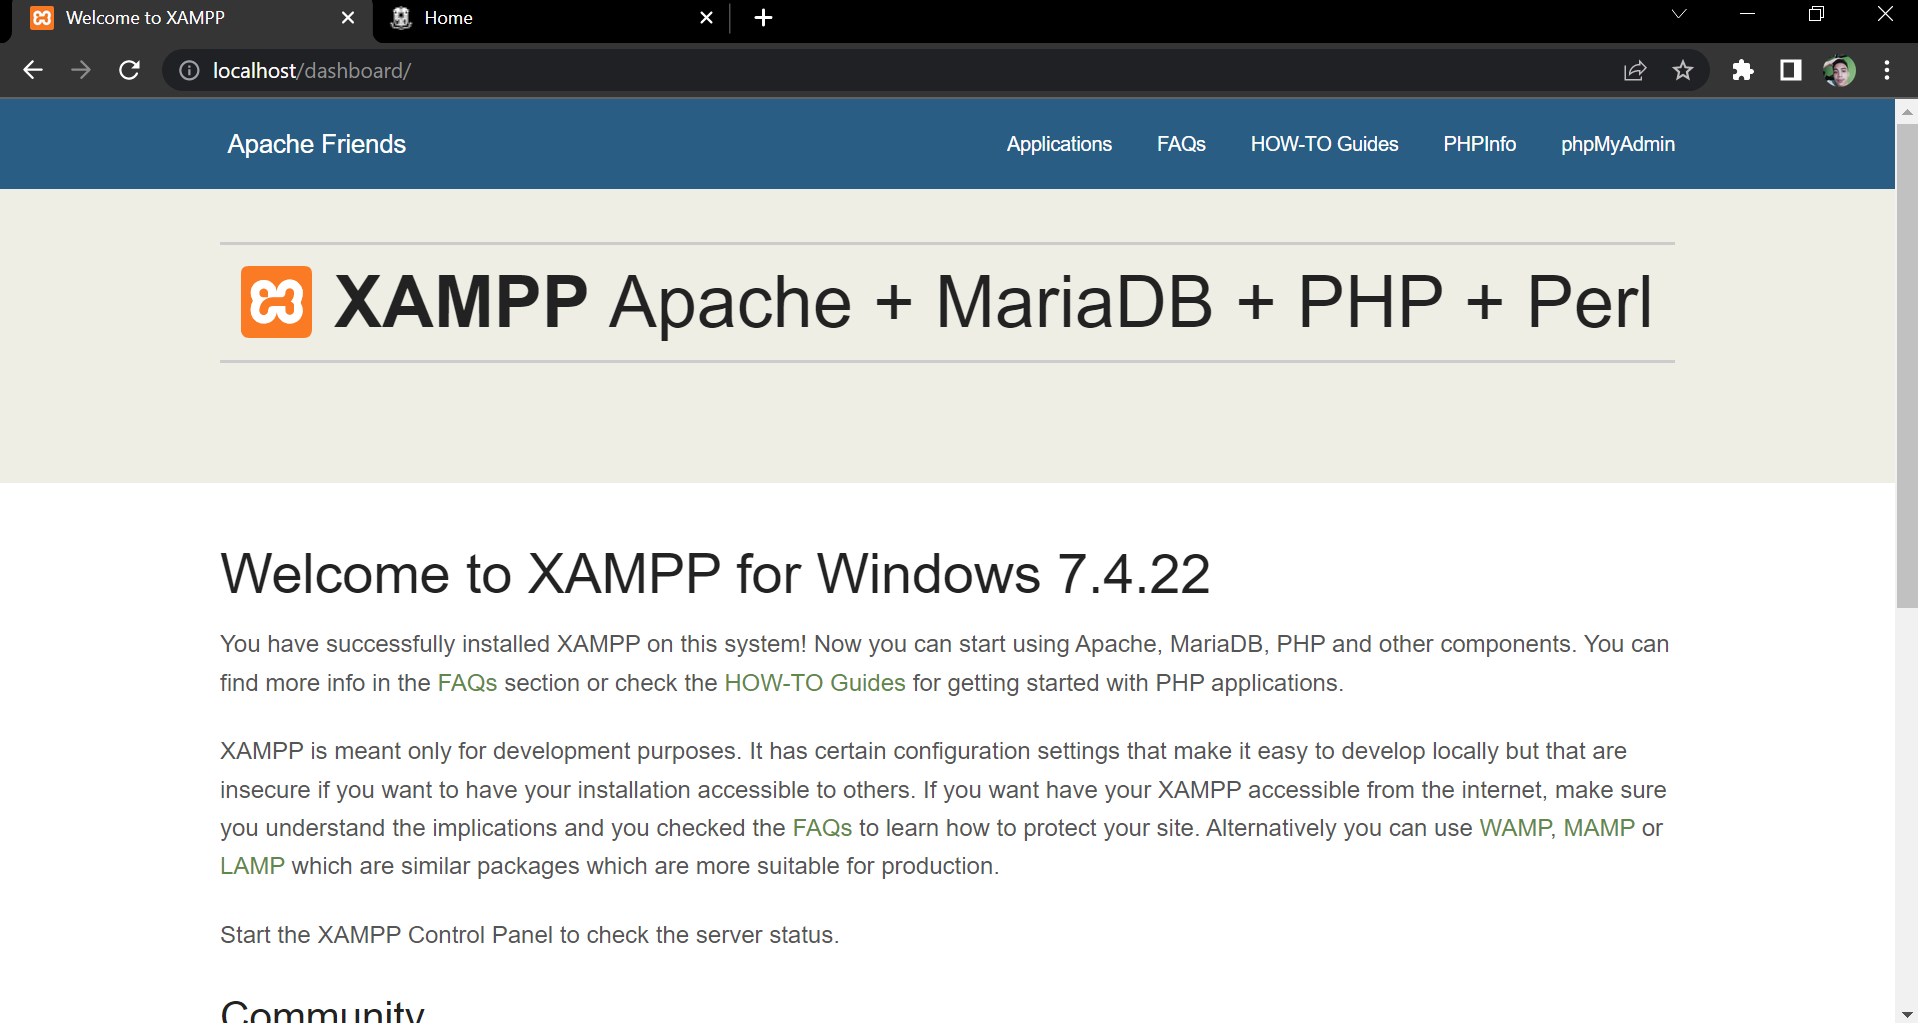 Welcome to XAMPP
Home
localhost/dashboard/
Apache Friends
Applications FAQs HOW-TO Guides PHPInfo phpMyAdmin
XAMPP Apache + MariaDB + PHP + Perl
Welcome to XAMPP for Windows 7.4.22
You have successfully installed XAMPP on this system! Now you can start using Apache, MariaDB, PHP and other components. You can
find more info in the FAQs section or check the HOW-TO Guides for getting started with PHP applications.
XAMPP is meant only for development purposes. It has certain configuration settings that make it easy to develop locally but that are
insecure if you want to have your installation accessible to others. If you want have your XAMPP accessible from the internet, make sure
you understand the implications and you checked the FAQs to learn how to protect your site. Alternatively you can use WAMP, MAMP or
LAMP which are similar packages which are more suitable for production.
Start the XAMPP Control Panel to check the server status.
Community